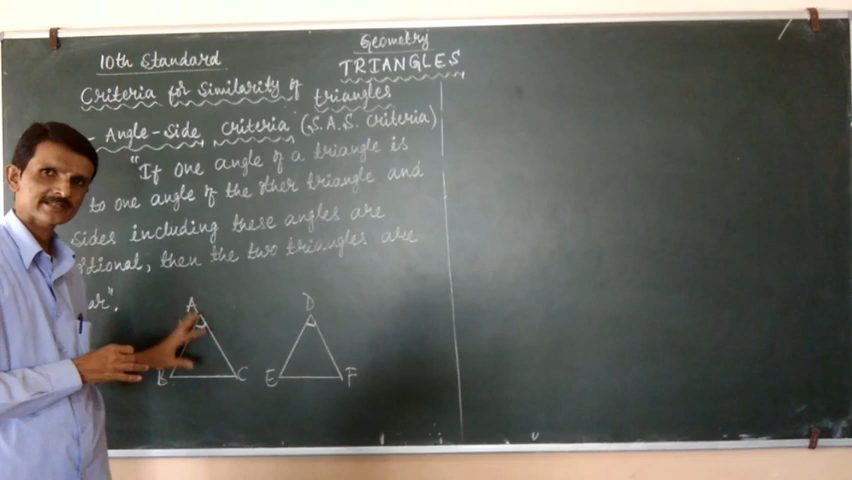 Geometry
10th Standard TRIANGLES
Criteria for Similarity of triangles
- Angle-Side criteria (S.A.S. criteria)
"If one angle of a triangle is
to one angle of the other triangle and
sides including these angles are
rtional, then the two triangles are
ar".
A D
B C E F